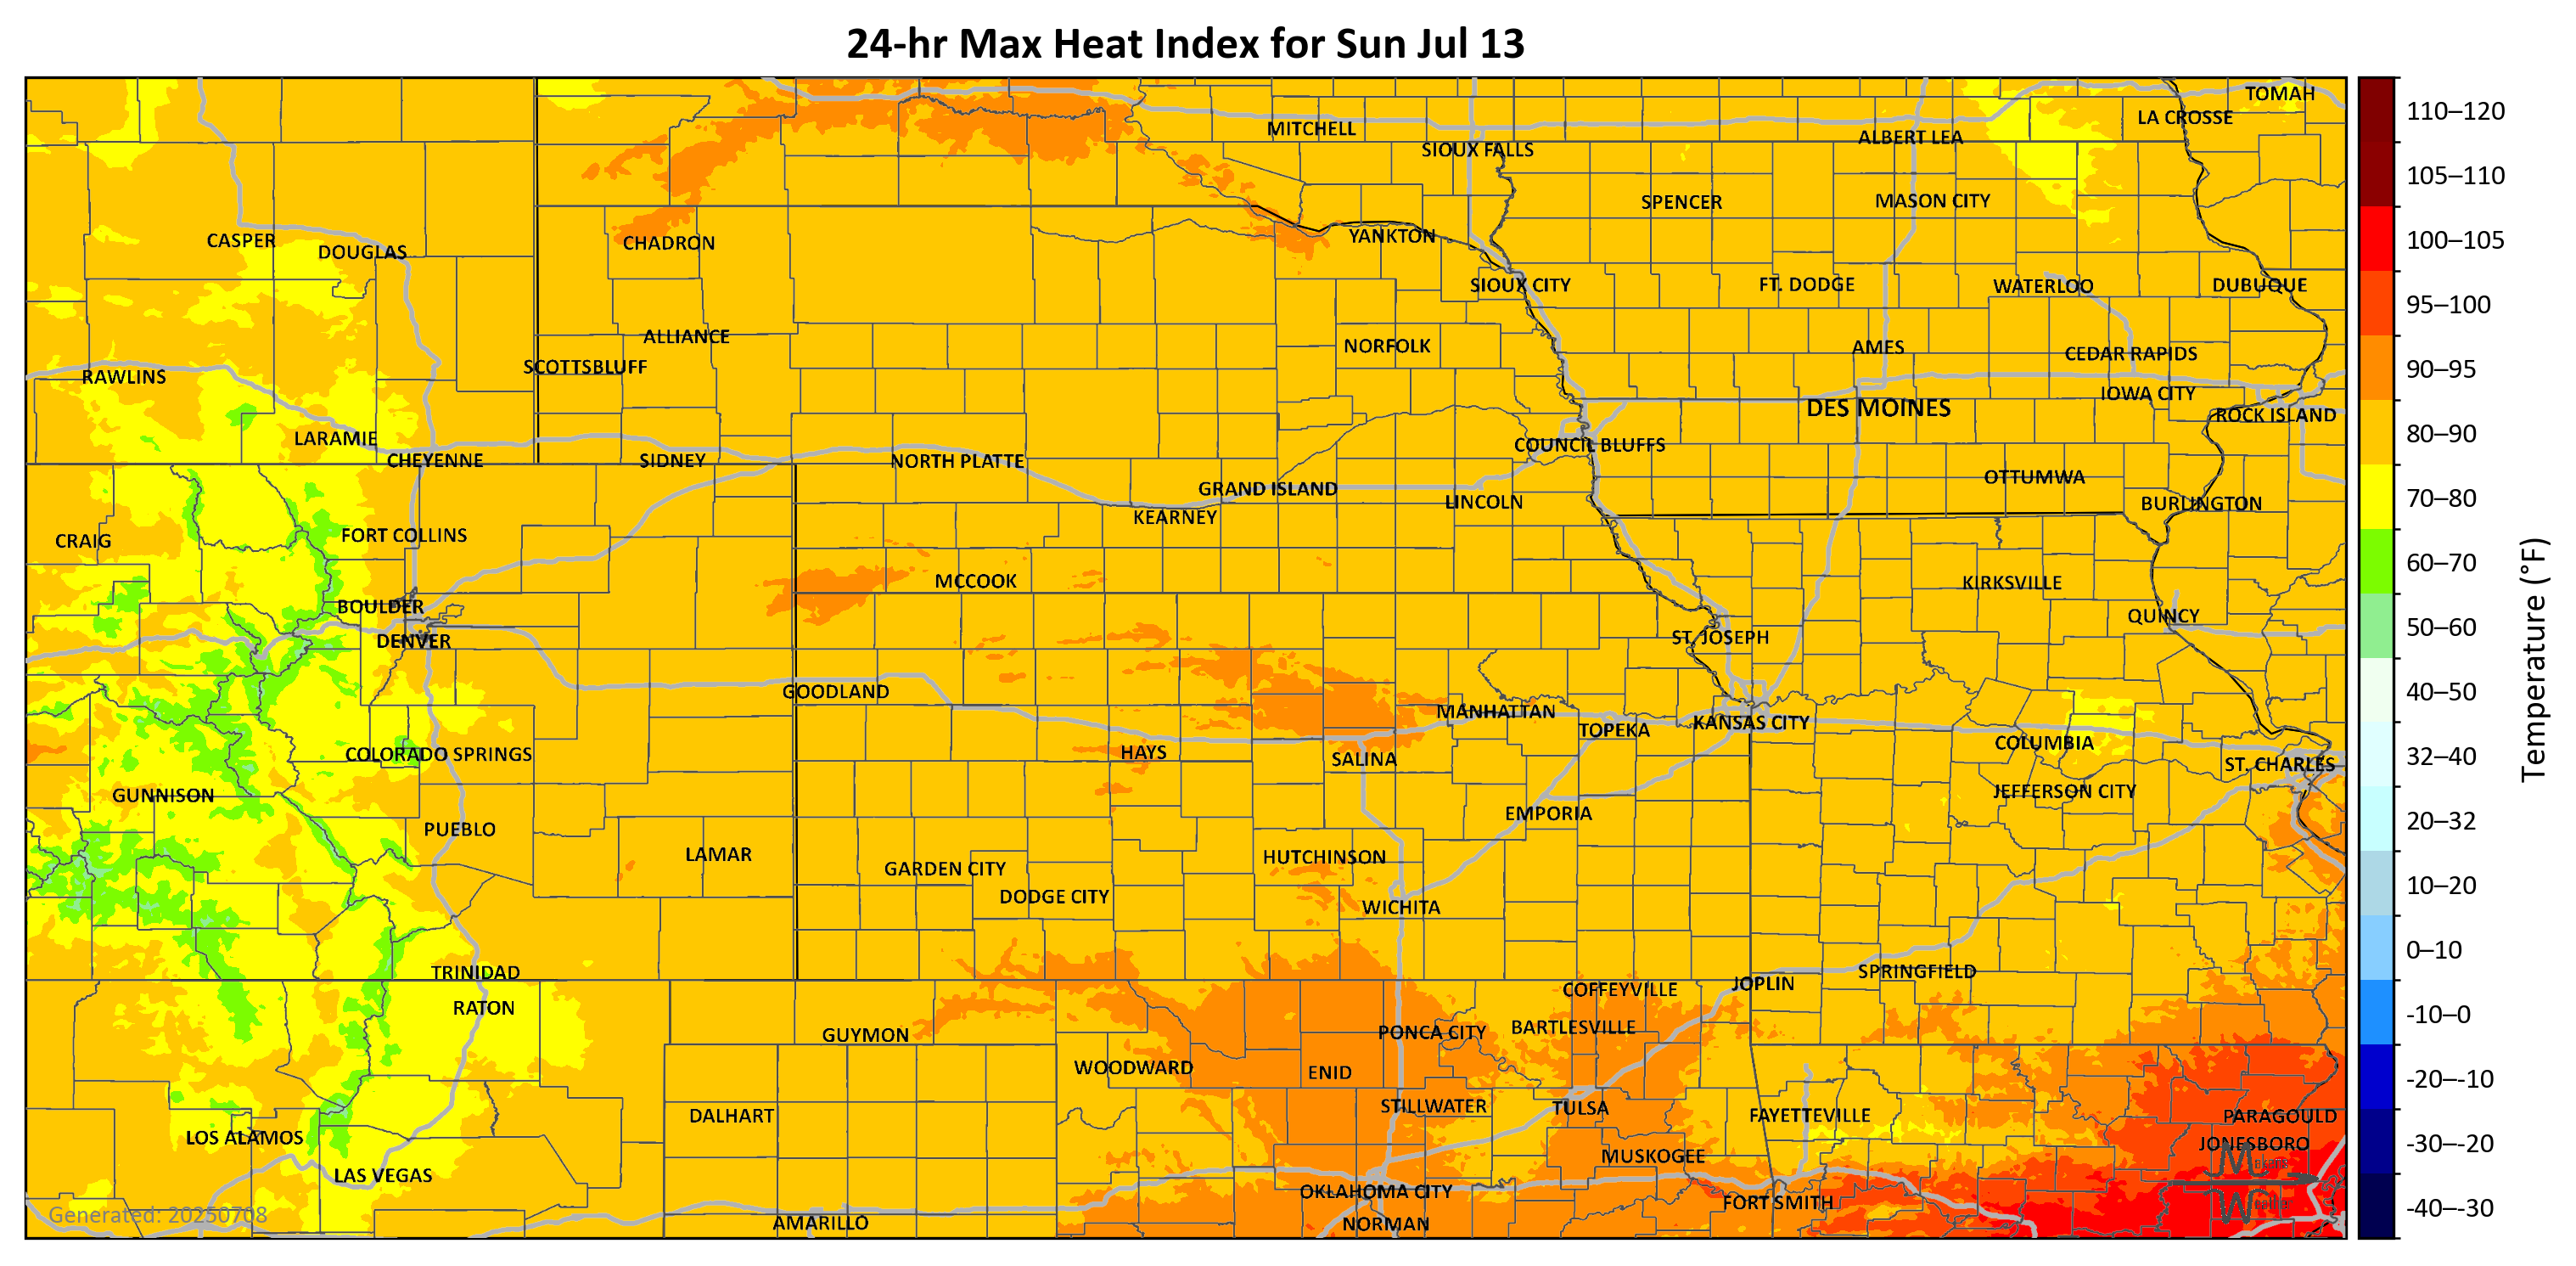 24-hr Max Heat Index for Sun Jul 13
TOMAH
LA CROSSE
MITCHELL
ALBERT LEA
SIOUX FALLS
SPENCER
MASON CITY
CASPER
DOUGLAS
CHADRON
YANKTON
SIOUX CITY
FT. DODGE
WATERLOO
DUBUQUE
ALLIANCE
NORFOLK
AMES
CEDAR RAPIDS
SCOTTSBLUFF
RAWLINS
IOWA CITY
DES MOINES
ROCK ISLAND
LARAMIE
COUNCIL BLUFFS
CHEYENNE
SIDNEY
NORTH PLATTE
OTTUMWA
GRAND ISLAND
LINCOLN
BURLINGTON
KEARNEY
FORT COLLINS
CRAIG
MCCOOK
KIRKSVILLE
BOULDER
QUINCY
DENVER
ST. JOSEPH
GOODLAND
MANHATTAN
TOPEKA
KANSAS CITY
COLUMBIA
COLORADO SPRINGS
HAYS
SALINA
ST. CHARLES
GUNNISON
JEFFERSON CITY
EMPORIA
PUEBLO
LAMAR
HUTCHINSON
GARDEN CITY
DODGE CITY
WICHITA
TRINIDAD
SPRINGFIELD
JOPLIN
COFFEYVILLE
RATON
GUYMON
PONCA CITY
BARTLESVILLE
WOODWARD
ENID
STILLWATER
TULSA
DALHART
FAYETTEVILLE
PARAGOULD
LOS ALAMOS
JONESBORO
MUSKOGEE
LAS VEGAS
OKLAHOMA CITY
FORT SMITH
AMARILLO
NORMAN
Generated: 20250708
110–120
105–110
100–105
95–100
90–95
80–90
70–80
60–70
50–60
40–50
32–40
20–32
10–20
0–10
-10–0
-20–-10
-30–-20
-40–-30
Temperature (°F)